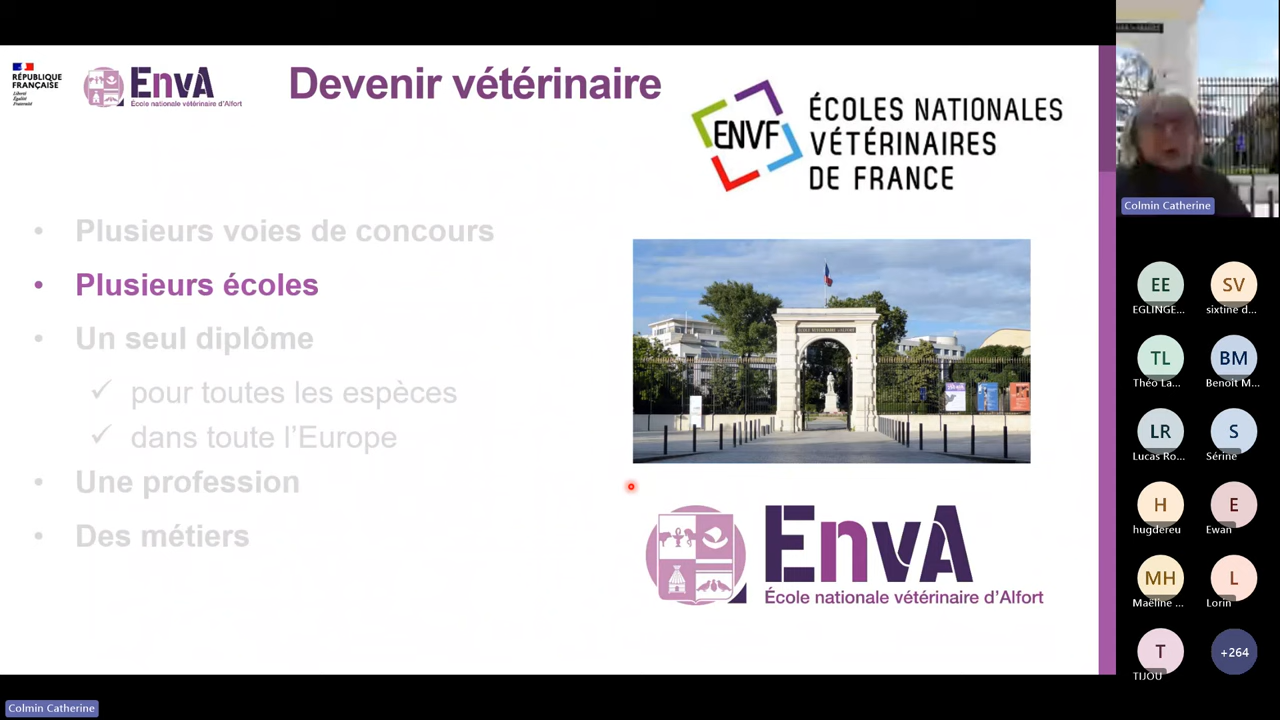 RÉPUBLIQUE
FRANÇAISE
Liberté
Égalité
Fraternité
EnvA
École nationale vétérinaire d'Alfort
Devenir vétérinaire
ENVF
ÉCOLES NATIONALES
VÉTÉRINAIRES
DE FRANCE
• Plusieurs voies de concours
• Plusieurs écoles
• Un seul diplôme
✓ pour toutes les espèces
✓ dans toute l'Europe
• Une profession
• Des métiers
EnvA
École nationale vétérinaire d'Alfort
Colmin Catherine
EE
EGLINGE...
SV
sixtine d...
TL
Théo La...
BM
Benoit M...
LR
Lucas Ro...
S
Sérine
H
hugdereu
E
Ewan
MH
Maëline ...
L
Lorin
T
TIJOU
+264
Colmin Catherine